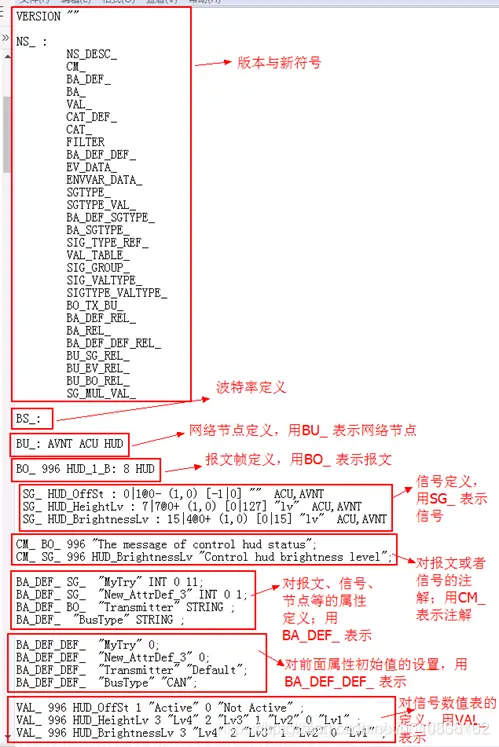 VERSION ""
NS_ :
NS_DESC_
CM_
BA_DEF_
BA_
VAL_
CAT_DEF_
CAT_
FILTER
BA_DEF_DEF_
EV_DATA_
ENVVAR_DATA_
SGTYPE_
SGTYPE_VAL_
BA_DEF_SGTYPE_
BA_SGTYPE_
SIG_TYPE_REF_
VAL_TABLE_
SIG_GROUP_
SIG_VALTYPE_
SIGTYPE_VALTYPE_
BO_TX_BU_
BA_DEF_REL_
BA_REL_
BA_DEF_DEF_REL_
BU_SG_REL_
BU_EV_REL_
BU_BO_REL_
SG_MUL_VAL_
版本与新符号
BS_:
波特率定义
BU_: AVNT ACU HUD
网络节点定义，用BU_ 表示网络节点
BO_ 996 HUD_1_B: 8 HUD
报文帧定义，用BO_ 表示报文
SG_ HUD_OffSt : 0|1@0- (1,0) [-1|0] "" ACU,AVNT
SG_ HUD_HeightLv : 7|7@0+ (1,0) [0|127] "lv" ACU,AVNT
SG_ HUD_BrightnessLv : 15|4@0+ (1,0) [0|15] "lv" ACU,AVNT
信号定义，
用SG_ 表示
信号
CM_ BO_ 996 "The message of control hud status";
CM_ SG_ 996 HUD_BrightnessLv "Control hud brightness level";
对报文或者
信号的注
解；用CM_
表示注解
BA_DEF_ SG_ "MyTry" INT 0 11;
BA_DEF_ SG_ "New_AttrDef_3" INT 0 1;
BA_DEF_ BO_ "Transmitter" STRING ;
BA_DEF_ "BusType" STRING ;
对报文、信号、
节点等的属性
定义；用
BA_DEF_ 表示
BA_DEF_DEF_ "MyTry" 0;
BA_DEF_DEF_ "New_AttrDef_3" 0;
BA_DEF_DEF_ "Transmitter" "Default";
BA_DEF_DEF_ "BusType" "CAN";
对前面属性初始值的设置，用
BA_DEF_DEF_ 表示
VAL_ 996 HUD_OffSt 1 "Active" 0 "Not Active" ;
VAL_ 996 HUD_HeightLv 3 "Lv4" 2 "Lv3" 1 "Lv2" 0 "Lv1" ;
VAL_ 996 HUD_BrightnessLv 3 "Lv4" 2 "Lv3" 1 "Lv2" 0 "Lv1" ;
对信号数值表的
定义，用VAL_
表示